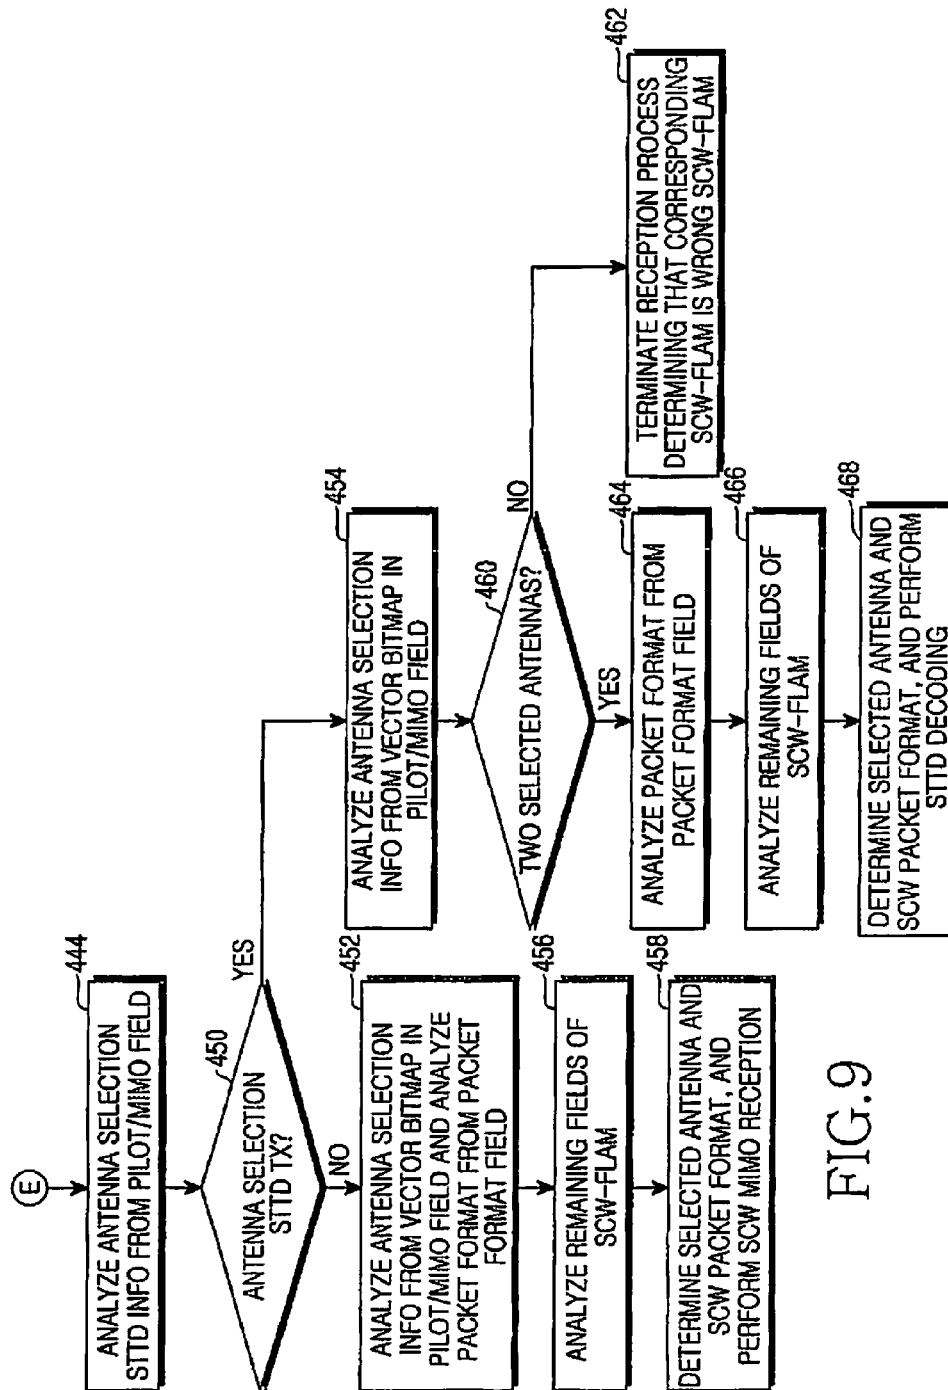 E
444
ANALYZE ANTENNA SELECTION
STTD INFO FROM PILOT/MIMO FIELD
450
ANTENNA SELECTION
STTD TX?
YES
NO
452
ANALYZE ANTENNA SELECTION
INFO FROM VECTOR BITMAP IN
PILOT/MIMO FIELD AND ANALYZE
PACKET FORMAT FROM PACKET
FORMAT FIELD
456
ANALYZE REMAINING FIELDS OF
SCW-FLAM
458
DETERMINE SELECTED ANTENNA AND
SCW PACKET FORMAT, AND
PERFORM SCW MIMO RECEPTION
454
ANALYZE ANTENNA SELECTION
INFO FROM VECTOR BITMAP IN
PILOT/MIMO FIELD
460
TWO SELECTED ANTENNAS?
NO
YES
462
TERMINATE RECEPTION PROCESS
DETERMINING THAT CORRESPONDING
SCW-FLAM IS WRONG SCW-FLAM
464
ANALYZE PACKET FORMAT FROM
PACKET FORMAT FIELD
466
ANALYZE REMAINING FIELDS OF
SCW-FLAM
468
DETERMINE SELECTED ANTENNA AND
SCW PACKET FORMAT, AND PERFORM
STTD DECODING
FIG.9